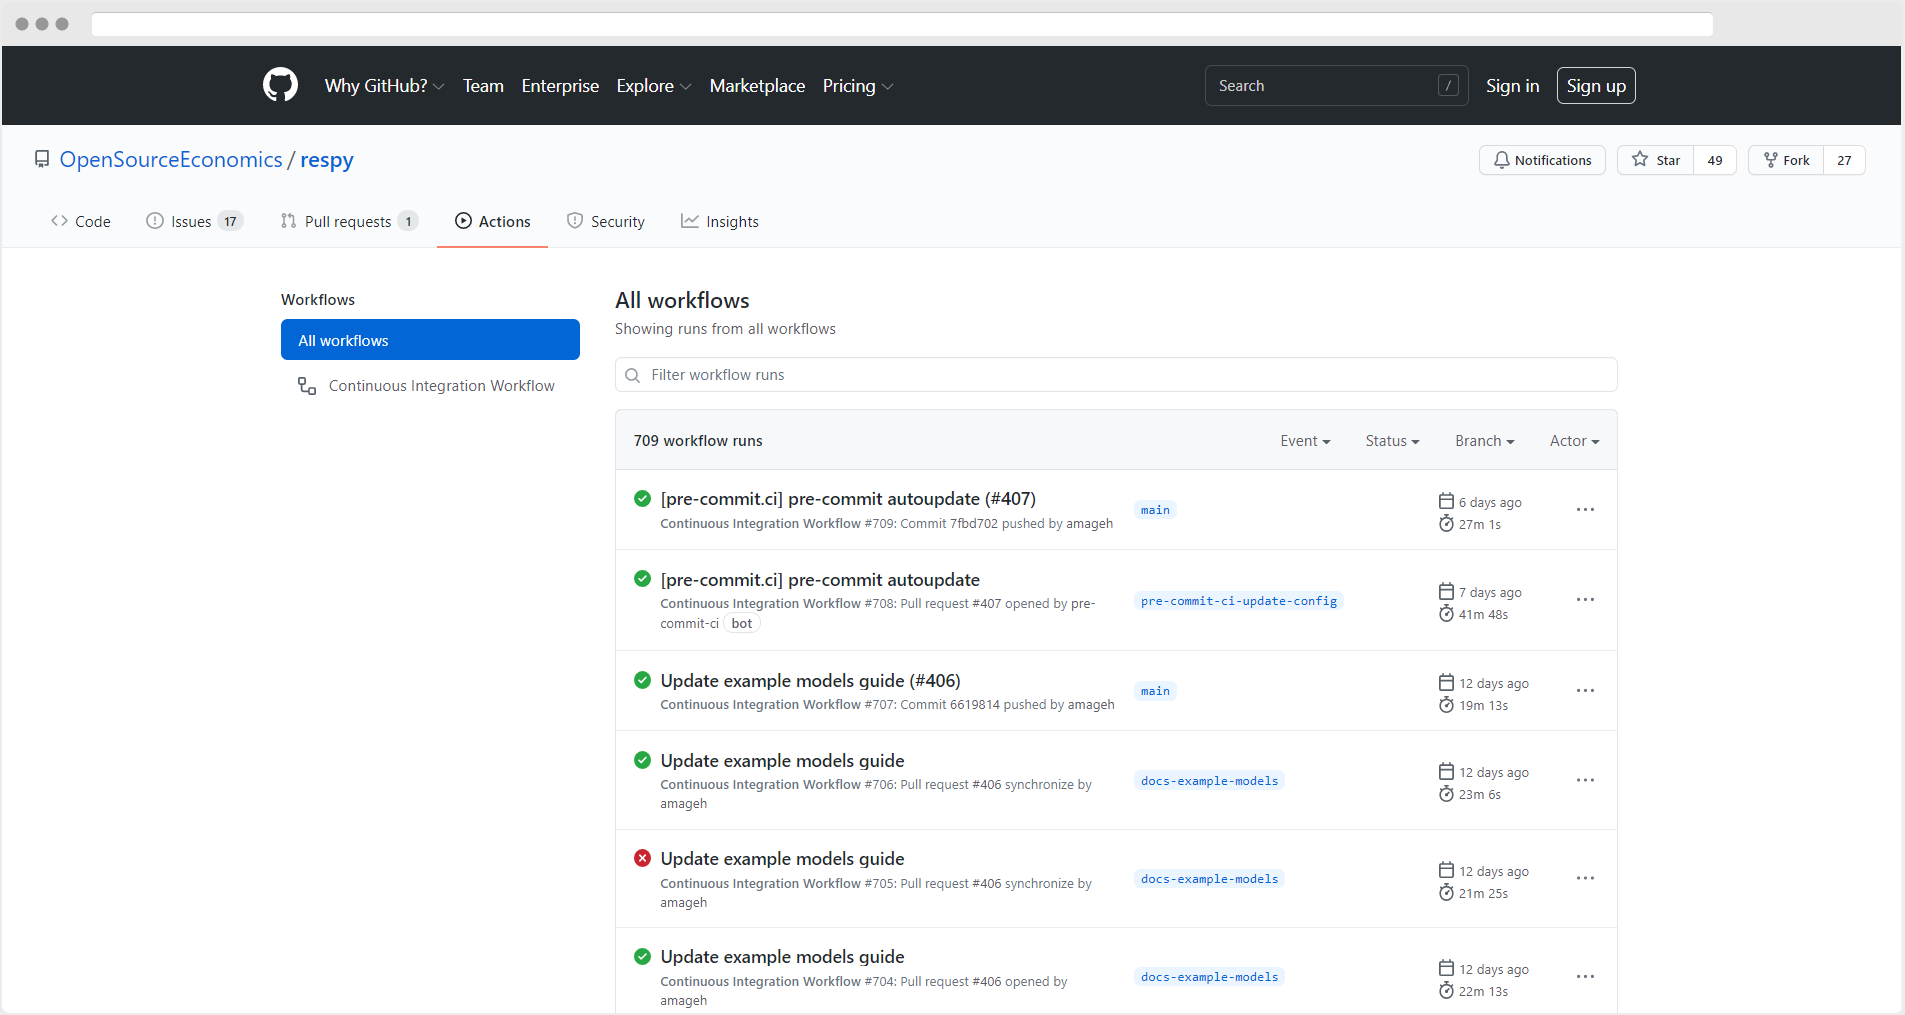 Why GitHub? Team Enterprise Explore Marketplace Pricing Search / Sign in Sign up
OpenSourceEconomics / respy Notifications Star 49 Fork 27
Code Issues 17 Pull requests 1 Actions Security Insights
Workflows
All workflows
Continuous Integration Workflow
All workflows
Showing runs from all workflows
Filter workflow runs
709 workflow runs Event Status Branch Actor
[pre-commit.ci] pre-commit autoupdate (#407)
Continuous Integration Workflow #709: Commit 7fbd702 pushed by amageh
main
6 days ago
27m 1s
[pre-commit.ci] pre-commit autoupdate
Continuous Integration Workflow #708: Pull request #407 opened by pre-
commit-ci bot
pre-commit-ci-update-config
7 days ago
41m 48s
Update example models guide (#406)
Continuous Integration Workflow #707: Commit 6619814 pushed by amageh
main
12 days ago
19m 13s
Update example models guide
Continuous Integration Workflow #706: Pull request #406 synchronize by
amageh
docs-example-models
12 days ago
23m 6s
Update example models guide
Continuous Integration Workflow #705: Pull request #406 synchronize by
amageh
docs-example-models
12 days ago
21m 25s
Update example models guide
Continuous Integration Workflow #704: Pull request #406 opened by
amageh
docs-example-models
12 days ago
22m 13s